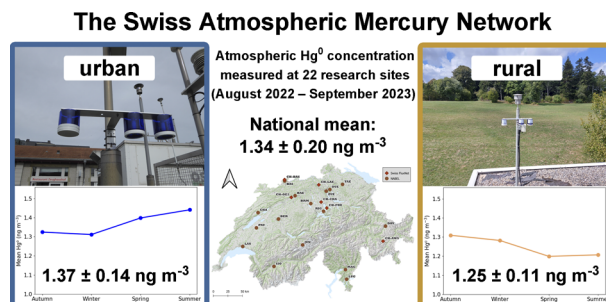 The Swiss Atmospheric Mercury Network
urban
Atmospheric Hg⁰ concentration
measured at 22 research sites
(August 2022 – September 2023)
National mean:
1.34 ± 0.20 ng m⁻³
rural
Mean Hg⁰ (ng m⁻³)
1.5
1.4
1.3
1.2
1.1
1.0
Autumn
Winter
Spring
Summer
1.37 ± 0.14 ng m⁻³
Mean Hg⁰ (ng m⁻³)
1.5
1.4
1.3
1.2
1.1
1.0
Autumn
Winter
Spring
Summer
1.25 ± 0.11 ng m⁻³